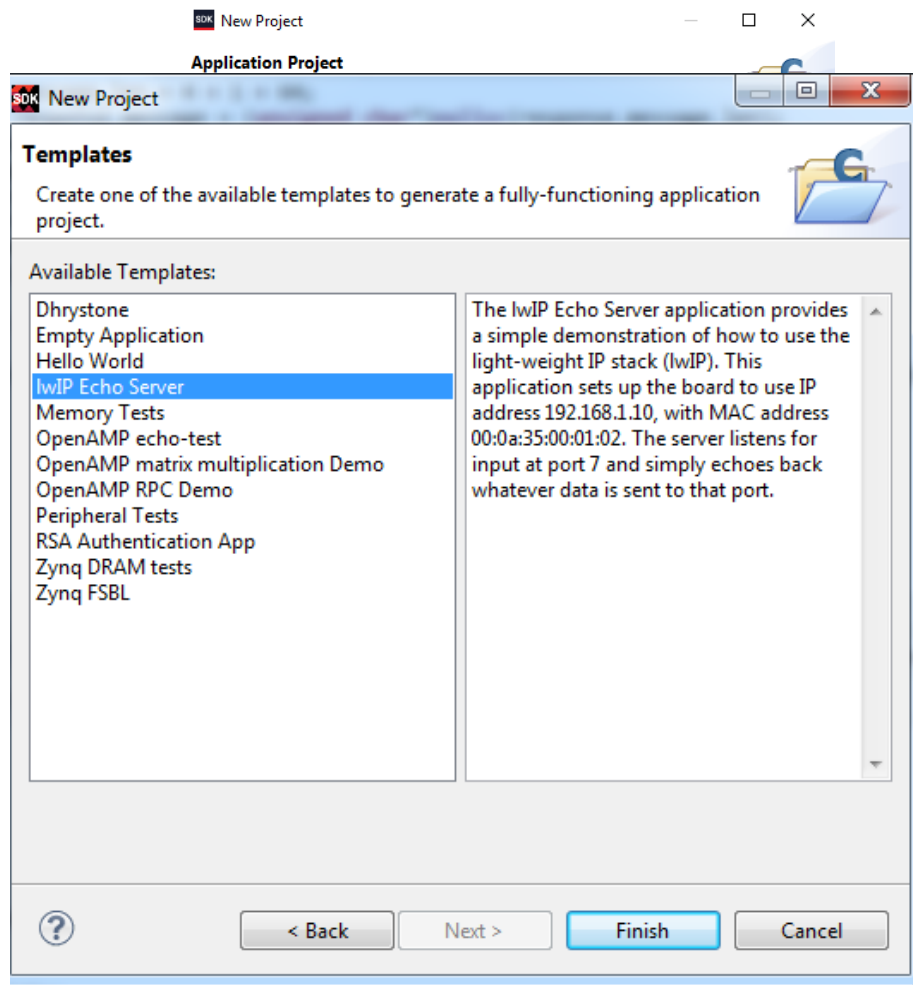 SDK New Project
Application Project
SDK New Project
Templates
Create one of the available templates to generate a fully-functioning application
project.
Available Templates:
Dhrystone
Empty Application
Hello World
lwIP Echo Server
Memory Tests
OpenAMP echo-test
OpenAMP matrix multiplication Demo
OpenAMP RPC Demo
Peripheral Tests
RSA Authentication App
Zynq DRAM tests
Zynq FSBL
The lwIP Echo Server application provides
a simple demonstration of how to use the
light-weight IP stack (lwIP). This
application sets up the board to use IP
address 192.168.1.10, with MAC address
00:0a:35:00:01:02. The server listens for
input at port 7 and simply echoes back
whatever data is sent to that port.
< Back
Next >
Finish
Cancel